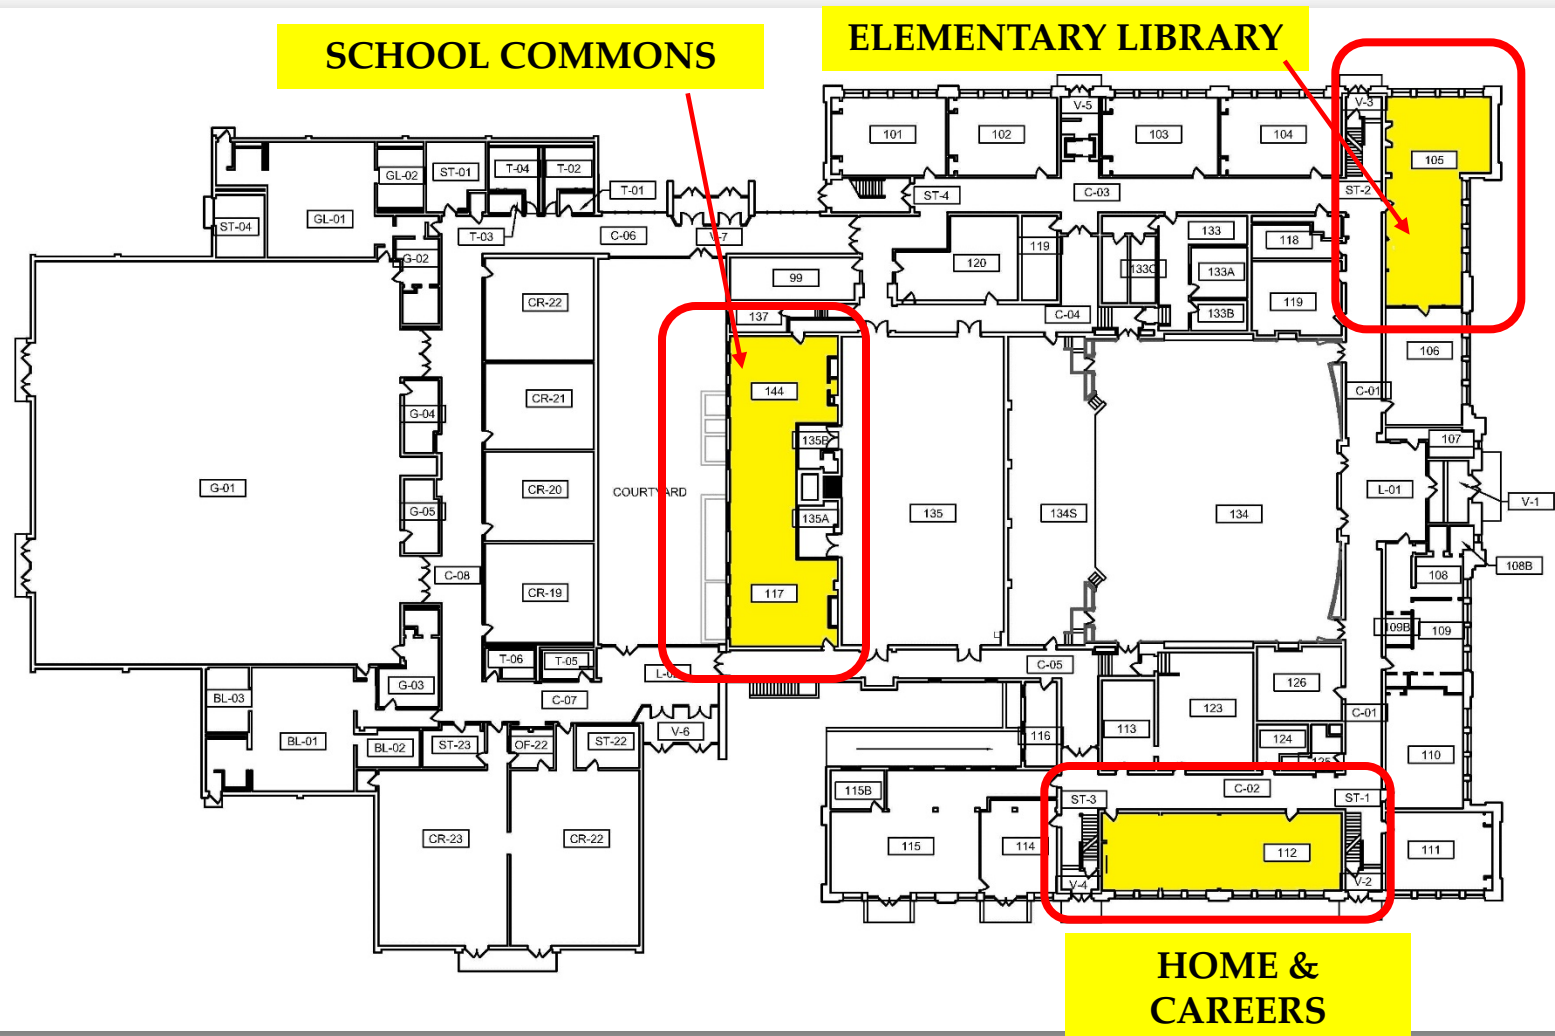 SCHOOL COMMONS
ELEMENTARY LIBRARY
V-5
V-3
101
102
103
104
105
GL-02
ST-01
T-04
T-02
T-01
ST-4
C-03
ST-2
GL-01
ST-04
T-03
C-06
V-7
119
133
118
G-02
99
120
133C
133A
119
CR-22
137
C-04
133B
106
144
C-01
CR-21
G-04
135B
107
G-01
CR-20
COURTYARD
L-01
V-1
G-05
135A
135
134S
134
C-08
108
108B
CR-19
117
109B
109
T-06
T-05
C-05
G-03
126
BL-03
C-07
123
C-01
V-6
113
BL-01
BL-02
ST-23
OF-22
ST-22
116
124
125
110
115B
ST-3
C-02
ST-1
CR-23
CR-22
115
114
112
111
V-4
V-2
HOME &
CAREERS